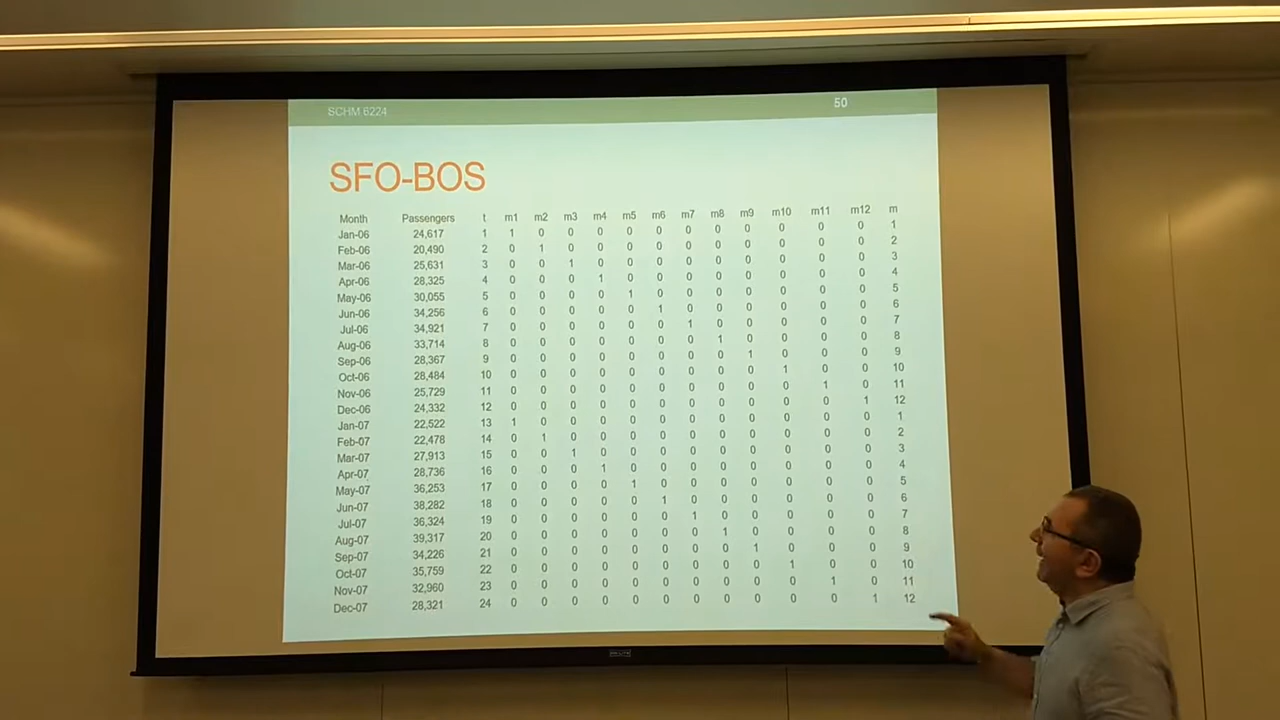 SCHM 6224 50
SFO-BOS
Month Passengers t m1 m2 m3 m4 m5 m6 m7 m8 m9 m10 m11 m12 m
Jan-06 24,617 1 1 0 0 0 0 0 0 0 0 0 0 0 1
Feb-06 20,490 2 0 1 0 0 0 0 0 0 0 0 0 0 2
Mar-06 25,631 3 0 0 1 0 0 0 0 0 0 0 0 0 3
Apr-06 28,325 4 0 0 0 1 0 0 0 0 0 0 0 0 4
May-06 30,055 5 0 0 0 0 1 0 0 0 0 0 0 0 5
Jun-06 34,256 6 0 0 0 0 0 1 0 0 0 0 0 0 6
Jul-06 34,921 7 0 0 0 0 0 0 1 0 0 0 0 0 7
Aug-06 33,714 8 0 0 0 0 0 0 0 1 0 0 0 0 8
Sep-06 28,367 9 0 0 0 0 0 0 0 0 1 0 0 0 9
Oct-06 28,484 10 0 0 0 0 0 0 0 0 0 1 0 0 10
Nov-06 25,729 11 0 0 0 0 0 0 0 0 0 0 1 0 11
Dec-06 24,332 12 0 0 0 0 0 0 0 0 0 0 0 1 12
Jan-07 22,522 13 1 0 0 0 0 0 0 0 0 0 0 0 1
Feb-07 22,478 14 0 1 0 0 0 0 0 0 0 0 0 0 2
Mar-07 27,913 15 0 0 1 0 0 0 0 0 0 0 0 0 3
Apr-07 28,736 16 0 0 0 1 0 0 0 0 0 0 0 0 4
May-07 36,253 17 0 0 0 0 1 0 0 0 0 0 0 0 5
Jun-07 38,282 18 0 0 0 0 0 1 0 0 0 0 0 0 6
Jul-07 36,324 19 0 0 0 0 0 0 1 0 0 0 0 0 7
Aug-07 39,317 20 0 0 0 0 0 0 0 1 0 0 0 0 8
Sep-07 34,226 21 0 0 0 0 0 0 0 0 1 0 0 0 9
Oct-07 35,759 22 0 0 0 0 0 0 0 0 0 1 0 0 10
Nov-07 32,960 23 0 0 0 0 0 0 0 0 0 0 1 0 11
Dec-07 28,321 24 0 0 0 0 0 0 0 0 0 0 0 1 12